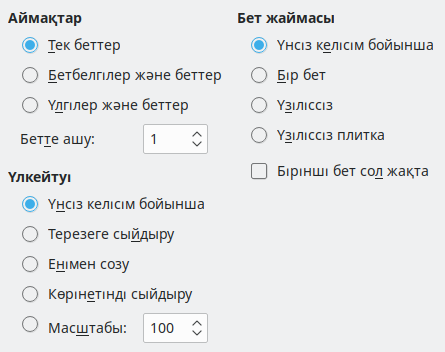 Аймақтар
Тек беттер
Бетбелгілер және беттер
Үлгілер және беттер
Бетте ашу: 1
Үлкейтуі
Үнсіз келісім бойынша
Терезеге сыйдыру
Енімен созу
Көрінетінді сыйдыру
Масштабы: 100
Бет жаймасы
Үнсіз келісім бойынша
Бір бет
Үзіліссіз
Үзіліссіз плитка
Бірінші бет сол жақта